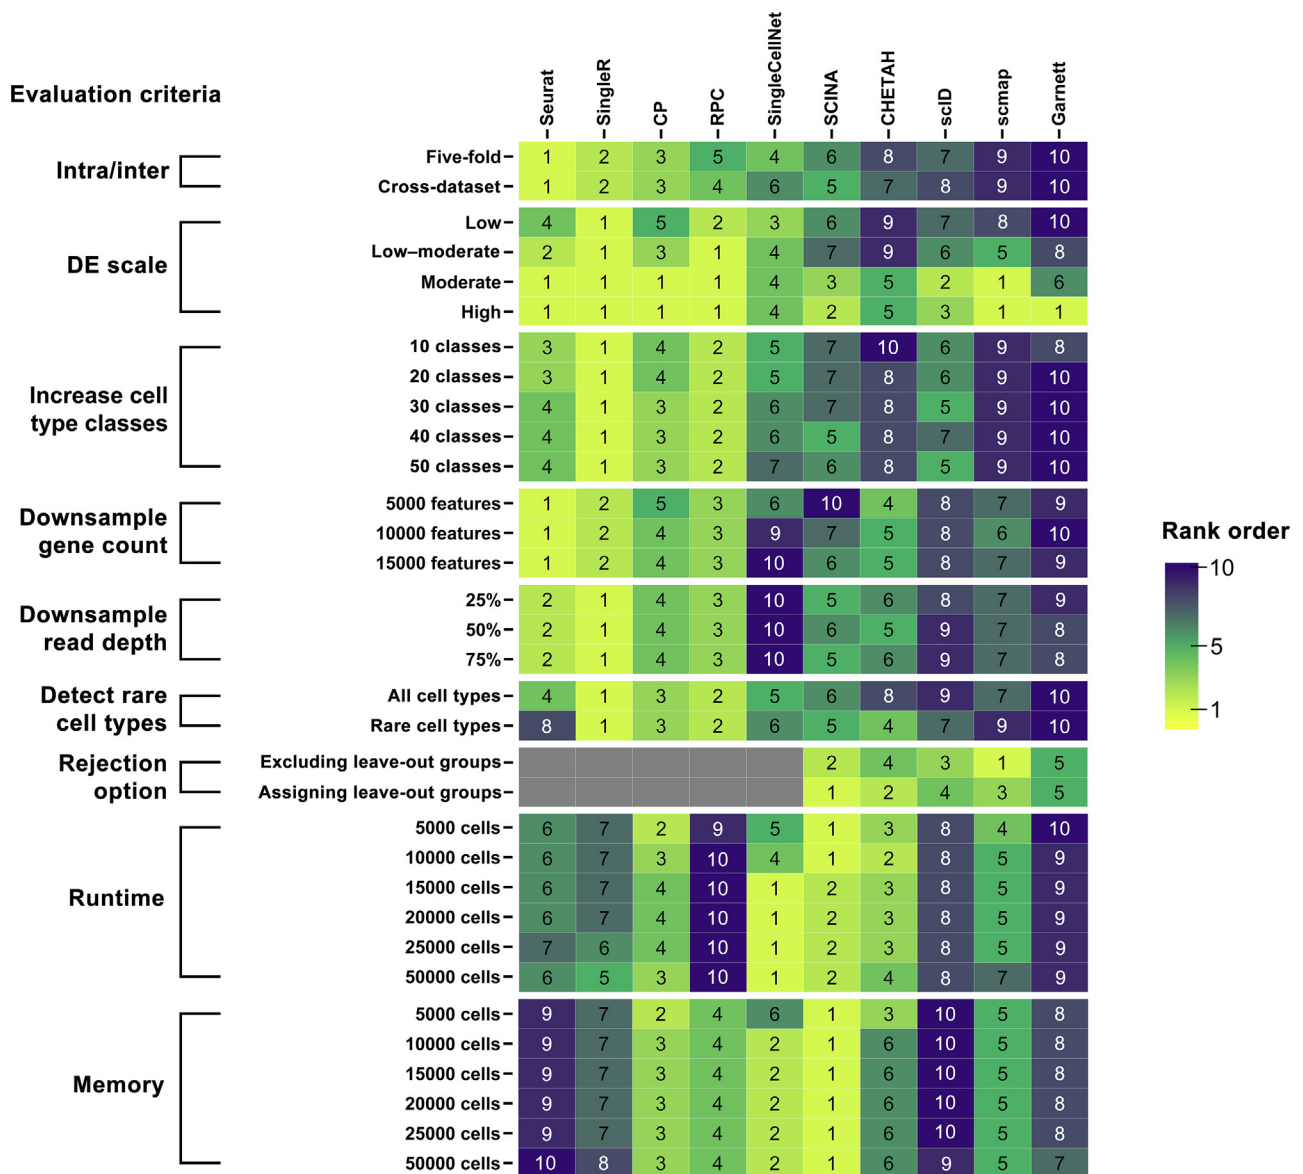 Evaluation criteria
Seurat SingleR CP RPC SingleCellNet SCINA CHETAH scID scmap Garnett
Intra/inter
Five-fold 1 2 3 5 4 6 8 7 9 10
Cross-dataset 1 2 3 4 6 5 7 8 9 10
DE scale
Low 4 1 5 2 3 6 9 7 8 10
Low–moderate 2 1 3 1 4 7 9 6 5 8
Moderate 1 1 1 1 4 3 5 2 1 6
High 1 1 1 1 4 2 5 3 1 1
Increase cell
type classes
10 classes 3 1 4 2 5 7 10 6 9 8
20 classes 3 1 4 2 5 7 8 6 9 10
30 classes 4 1 3 2 6 7 8 5 9 10
40 classes 4 1 3 2 6 5 8 7 9 10
50 classes 4 1 3 2 7 6 8 5 9 10
Downsample
gene count
5000 features 1 2 5 3 6 10 4 8 7 9
10000 features 1 2 4 3 9 7 5 8 6 10
15000 features 1 2 4 3 10 6 5 8 7 9
Downsample
read depth
25% 2 1 4 3 10 5 6 8 7 9
50% 2 1 4 3 10 6 5 9 7 8
75% 2 1 4 3 10 5 6 9 7 8
Detect rare
cell types
All cell types 4 1 3 2 5 6 8 9 7 10
Rare cell types 8 1 3 2 6 5 4 7 9 10
Rejection
option
Excluding leave-out groups 2 4 3 1 5
Assigning leave-out groups 1 2 4 3 5
Runtime
5000 cells 6 7 2 9 5 1 3 8 4 10
10000 cells 6 7 3 10 4 1 2 8 5 9
15000 cells 6 7 4 10 1 2 3 8 5 9
20000 cells 6 7 4 10 1 2 3 8 5 9
25000 cells 7 6 4 10 1 2 3 8 5 9
50000 cells 6 5 3 10 1 2 4 8 7 9
Memory
5000 cells 9 7 2 4 6 1 3 10 5 8
10000 cells 9 7 3 4 2 1 6 10 5 8
15000 cells 9 7 3 4 2 1 6 10 5 8
20000 cells 9 7 3 4 2 1 6 10 5 8
25000 cells 9 7 3 4 2 1 6 10 5 8
50000 cells 10 8 3 4 2 1 6 9 5 7
Rank order
10
5
1